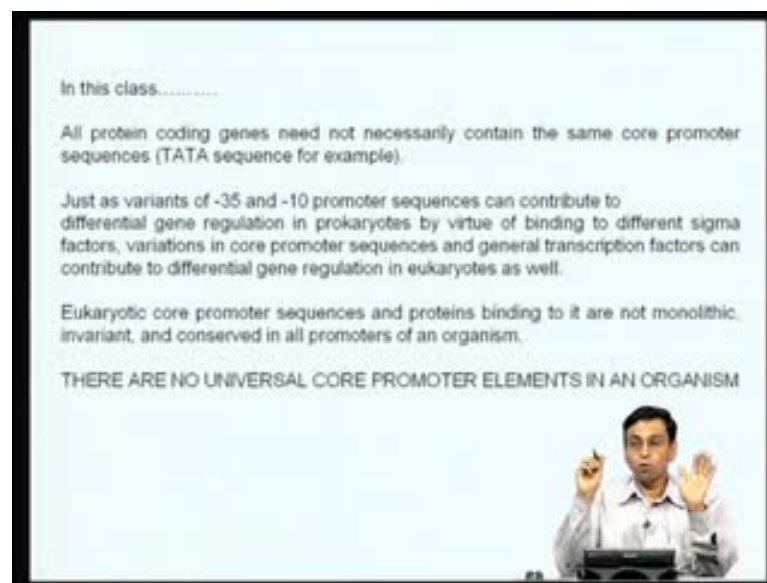 In this class..........
All protein coding genes need not necessarily contain the same core promoter
sequences (TATA sequence for example).
Just as variants of -35 and -10 promoter sequences can contribute to
differential gene regulation in prokaryotes by virtue of binding to different sigma
factors, variations in core promoter sequences and general transcription factors can
contribute to differential gene regulation in eukaryotes as well.
Eukaryotic core promoter sequences and proteins binding to it are not monolithic,
invariant, and conserved in all promoters of an organism.
THERE ARE NO UNIVERSAL CORE PROMOTER ELEMENTS IN AN ORGANISM